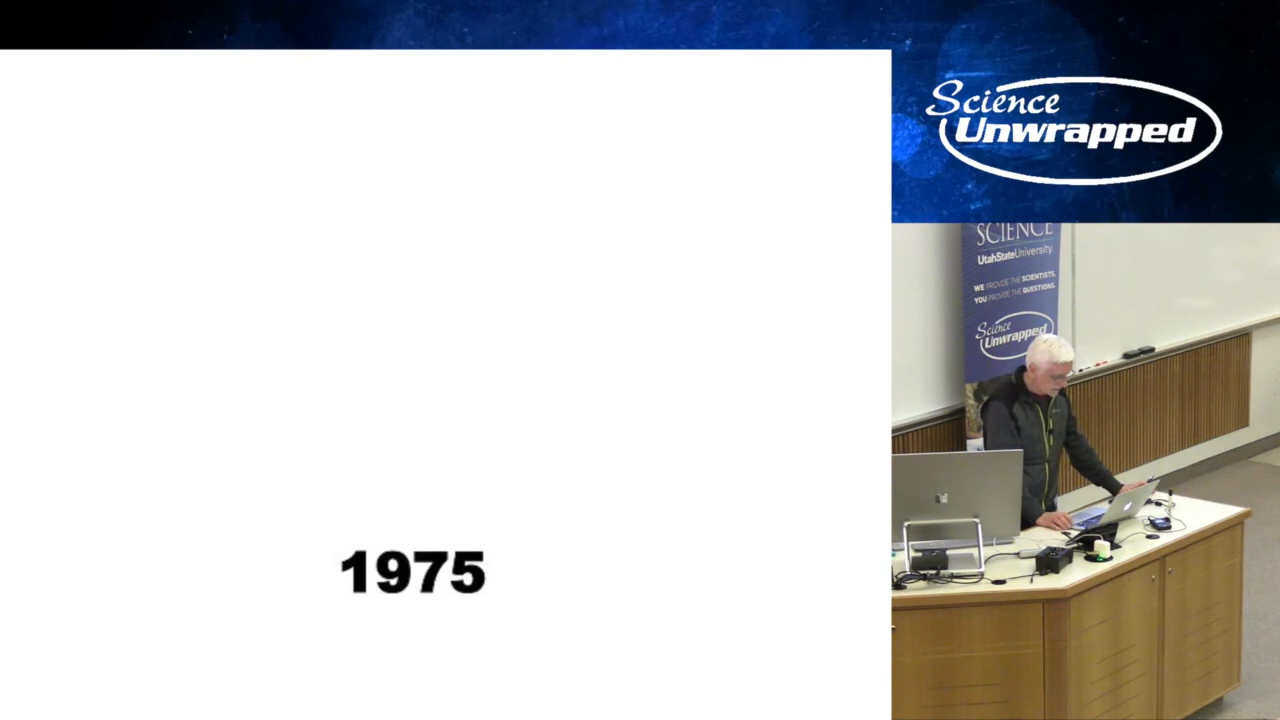 Science
Unwrapped
SCIENCE
UtahStateUniversity
WE PROVIDE THE SCIENTISTS.
YOU PROVIDE THE QUESTIONS.
Science
Unwrapped
1975